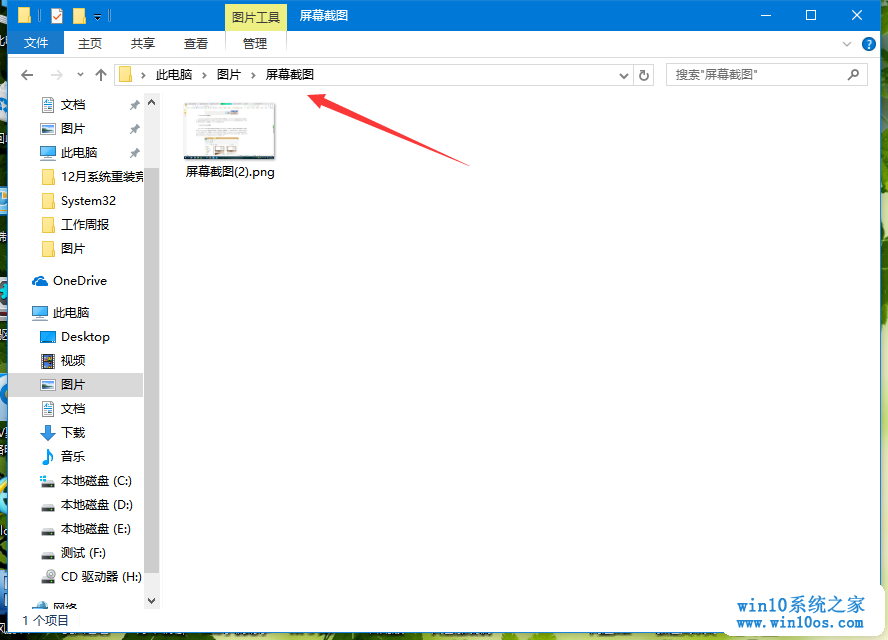 图片工具 屏幕截图
文件 主页 共享 查看 管理
此电脑 图片 屏幕截图 搜索"屏幕截图"
文档
图片
此电脑
12月系统重装竞
System32
工作周报
图片
OneDrive
此电脑
Desktop
视频
图片
文档
下载
音乐
本地磁盘 (C:)
本地磁盘 (D:)
本地磁盘 (E:)
测试 (F:)
CD 驱动器 (H:)
网络
屏幕截图(2).png
1 个项目
win10系统之家
www.win10os.com